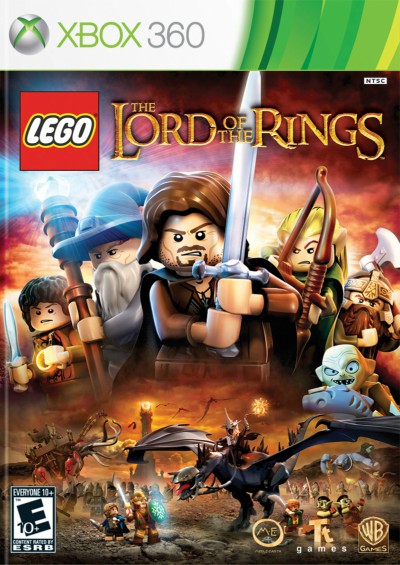 XBOX 360
NTSC
LEGO
THE
LORD OF THE RINGS
EVERYONE 10+
E
10+
CONTENT RATED BY
ESRB
Tt
games
WB
GAMES